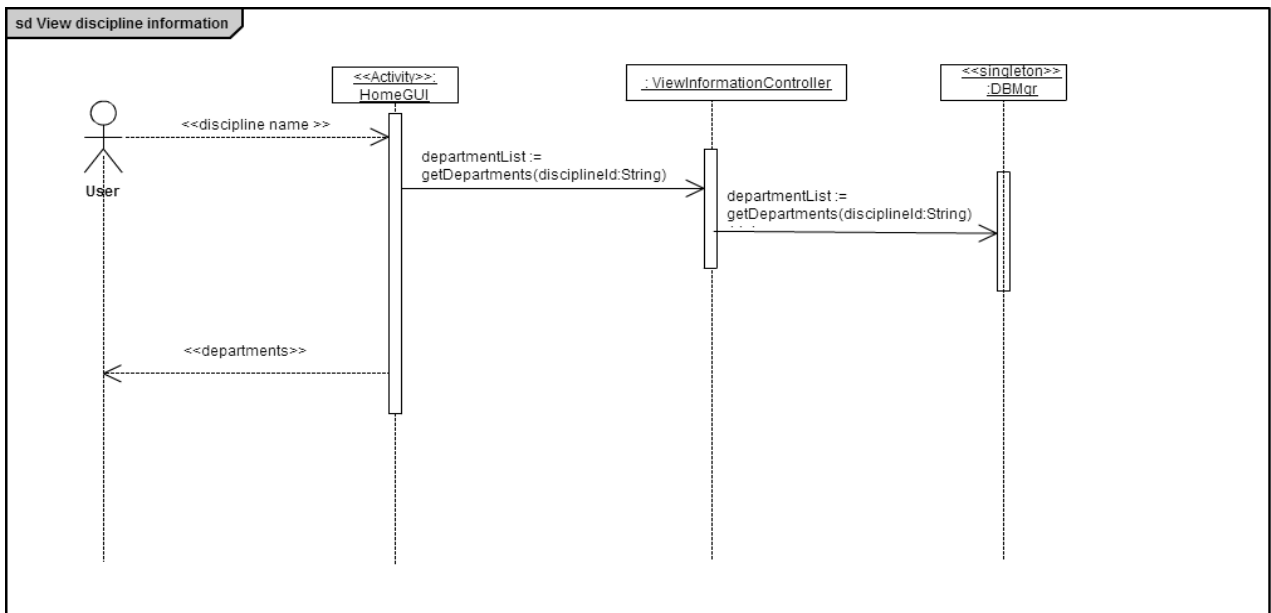 sd View discipline information
<<Activity>>:
HomeGUI
: ViewInformationController
<<singleton>>
:DBMgr
<<discipline name >>
User
departmentList :=
getDepartments(disciplineId:String)
departmentList :=
getDepartments(disciplineId:String)
<<departments>>